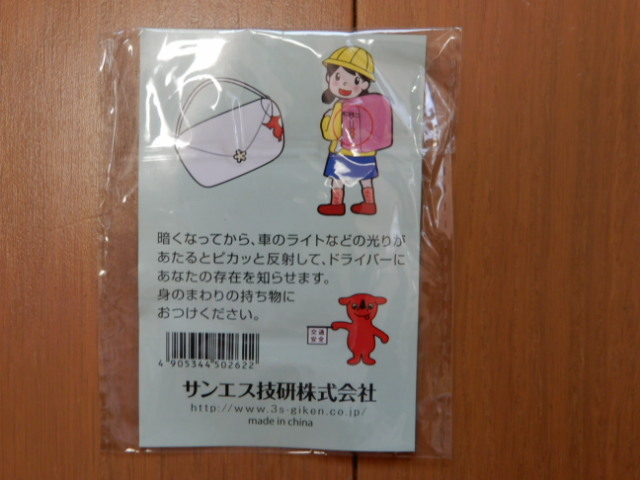 暗くなってから、車のライトなどの光りが
あたるとピカッと反射して、ドライバーに
あなたの存在を知らせます。
身のまわりの持ち物に
おつけください。
交通
安全
4 905344 502622
サンエス技研株式会社
http://www.3s-giken.co.jp/
made in china